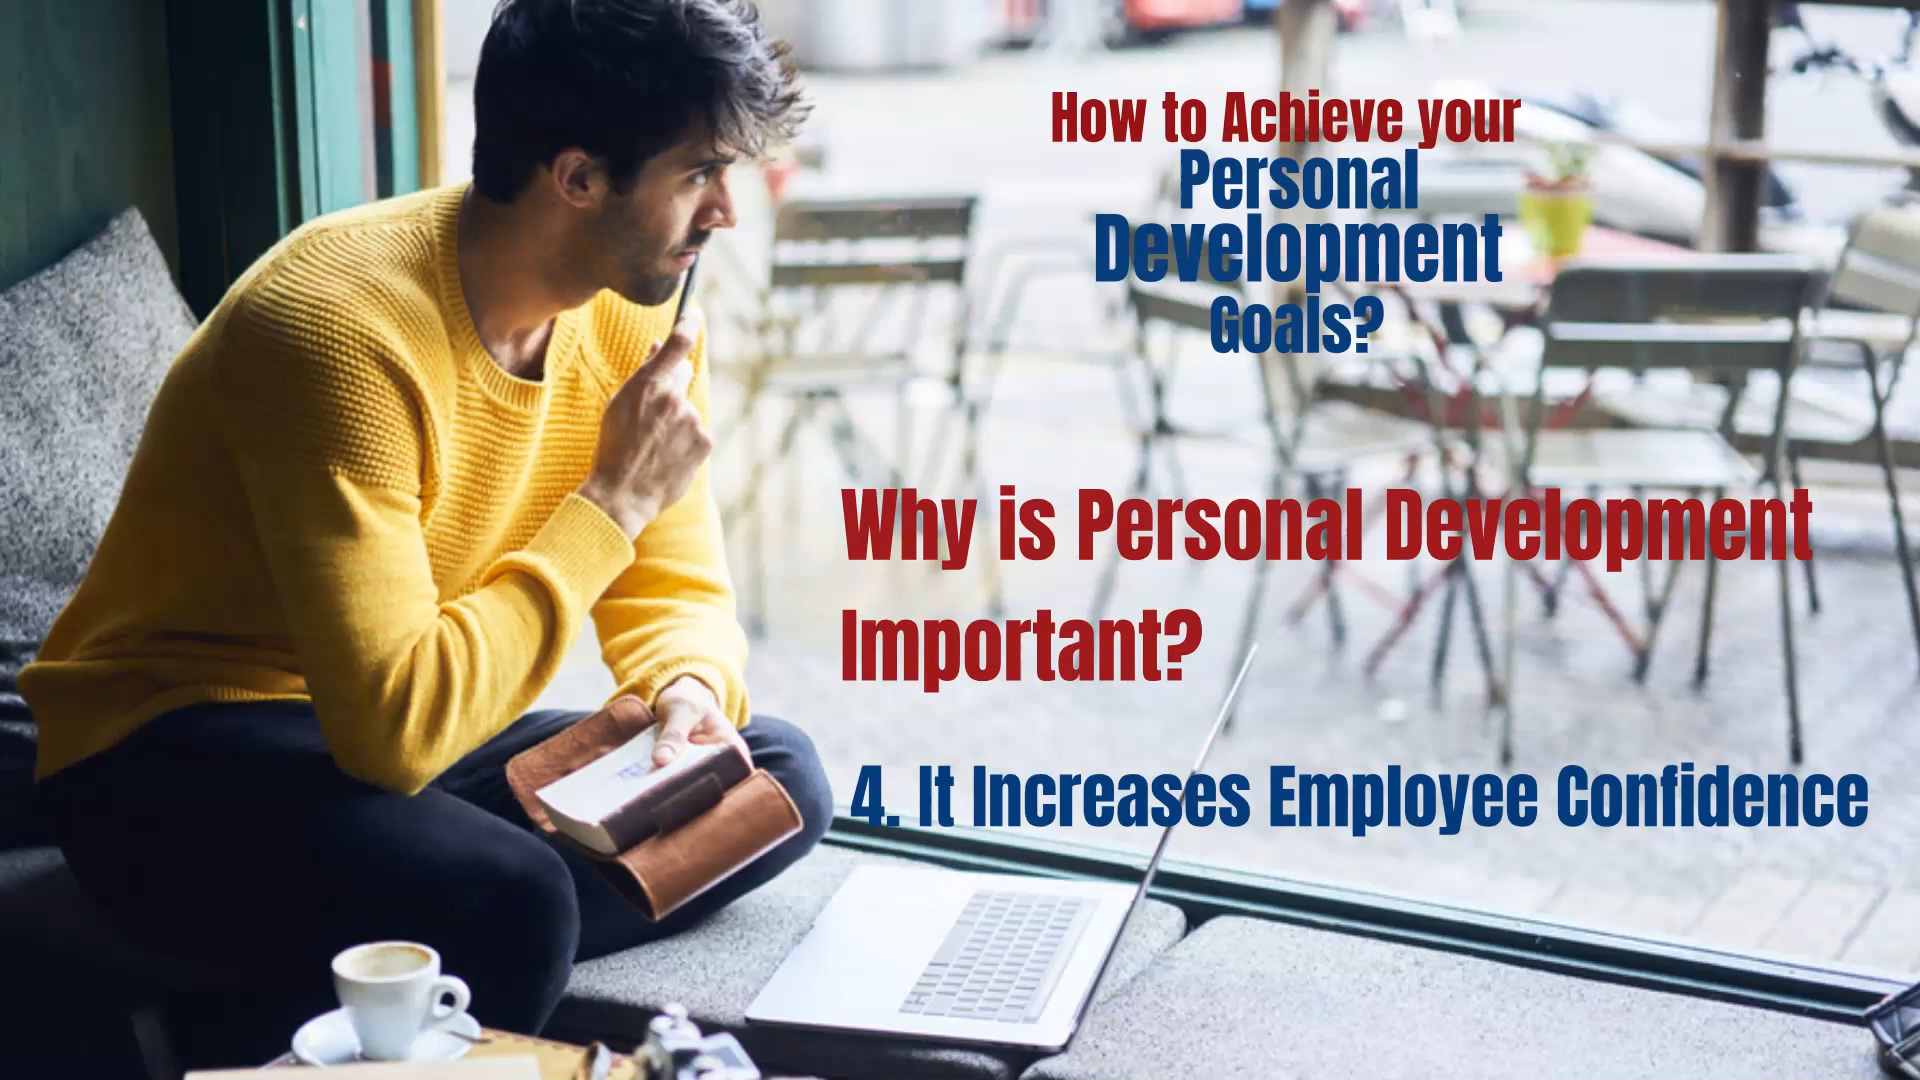 How to Achieve your
Personal
Development
Goals?
Why is Personal Development
Important?
4. It Increases Employee Confidence